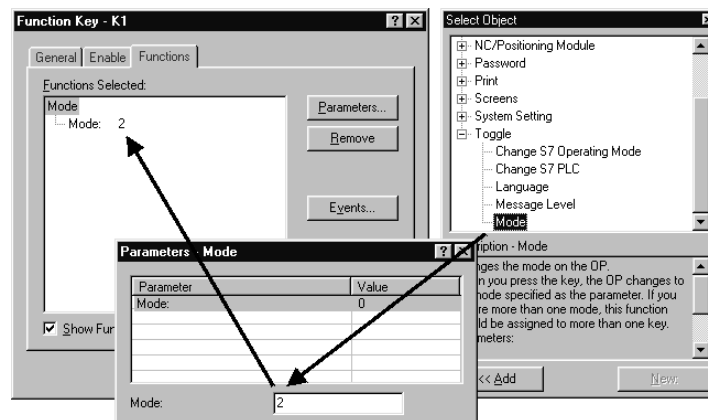 Function Key - K1
General Enable Functions
Functions Selected:
Mode
Mode: 2
Parameters...
Remove
Events...
Show Fun
Parameters - Mode
Parameter Value
Mode: 0
Mode: 2
Select Object
NC/Positioning Module
Password
Print
Screens
System Setting
Toggle
Change S7 Operating Mode
Change S7 PLC
Language
Message Level
Mode
ription - Mode
nges the mode on the OP.
n you press the key, the OP changes to
node specified as the parameter. If you
re more than one mode, this function
ld be assigned to more than one key.
meters:
<< Add New: